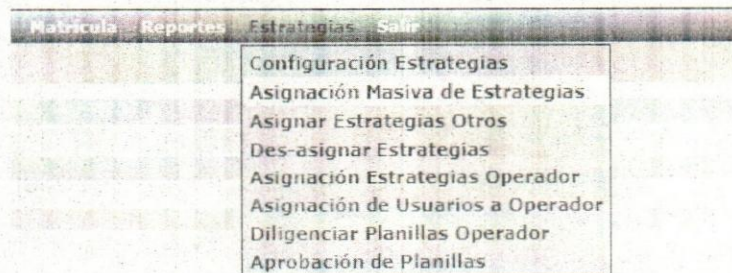 Matrícula Reportes Estrategias Salir
Configuración Estrategias
Asignación Masiva de Estrategias
Asignar Estrategias Otros
Des-asignar Estrategias
Asignación Estrategias Operador
Asignación de Usuarios a Operador
Diligenciar Planillas Operador
Aprobación de Planillas